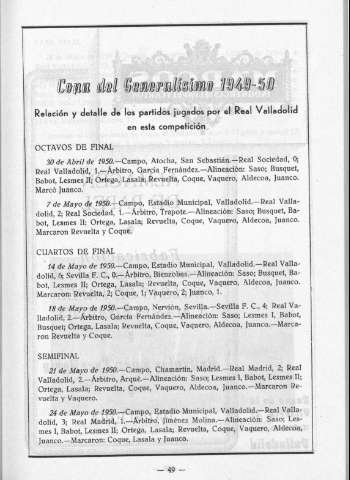 Copa del Generalísimo 1949-50
Relación y detalle de los partidos jugados por el Real Valladolid
en esta competición
OCTAVOS DE FINAL
30 de Abril de 1950.—Campo, Atocha, San Sebastián.—Real Sociedad, 0;
Real Valladolid, 1.—Arbitro, García Fernández.—Alineación: Saso; Busquet,
Babot, Lesmes II; Ortega, Lasala; Revuelta, Coque, Vaquero, Aldecoa, Juanco.
Marcó Juanco.
7 de Mayo de 1950.—Campo, Estadio Municipal, Valladolid.—Real Valla-
dolid, 2; Real Sociedad, 1.—Arbitro, Trapote.—Alineación: Saso; Busquet, Ba-
bot, Lesmes II; Ortega, Lasala; Revuelta, Coque, Vaquero, Aldecoa, Juanco.
Marcaron Revuelta y Coque.
CUARTOS DE FINAL
14 de Mayo de 1950.—Campo, Estadio Municipal, Valladolid.—Real Valla-
dolid, 6; Sevilla F. C., 0.—Arbitro, Bienzobas.—Alineación: Saso; Busquet, Ba-
bot, Lesmes II; Ortega, Lasala; Revuelta, Coque, Vaquero, Aldecoa, Juanco.
Marcaron: Revuelta, 2; Coque, 1; Vaquero, 2; Juanco, 1.
18 de Mayo de 1950.—Campo, Nervión, Sevilla.—Sevilla F. C., 4; Real Va-
lladolid, 2.—Arbitro, García Fernández.—Alineación: Saso; Lesmes I, Babot,
Busquet; Ortega, Lasala; Revuelta, Coque, Vaquero, Aldecoa, Juanco.—Marca-
ron Revuelta y Coque.
SEMIFINAL
21 de Mayo de 1950.—Campo, Chamartín, Madrid.—Real Madrid, 2; Real
Valladolid, 2.—Arbitro, Arqué.—Alineación: Saso; Lesmes I, Babot, Lesmes II;
Ortega, Lasala; Revuelta, Coque, Vaquero, Aldecoa, Juanco.—Marcaron Re-
vuelta y Vaquero.
24 de Mayo de 1950.—Campo, Estadio Municipal, Valladolid.—Real Valla-
dolid, 3; Real Madrid, 1.—Arbitro, Jiménez Molina.—Alineación: Saso; Les-
mes I, Babot, Lesmes II; Ortega, Lasala; Revuelta, Coque, Vaquero, Aldecoa,
Juanco.—Marcaron: Coque, Lasala y Juanco.
— 49 —